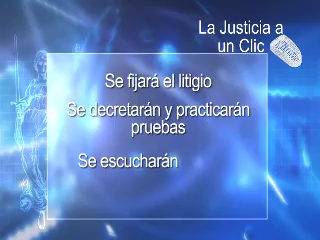 La Justicia a
un Clic
Se fijará el litigio
Se decretarán y practicarán
pruebas
Se escucharán